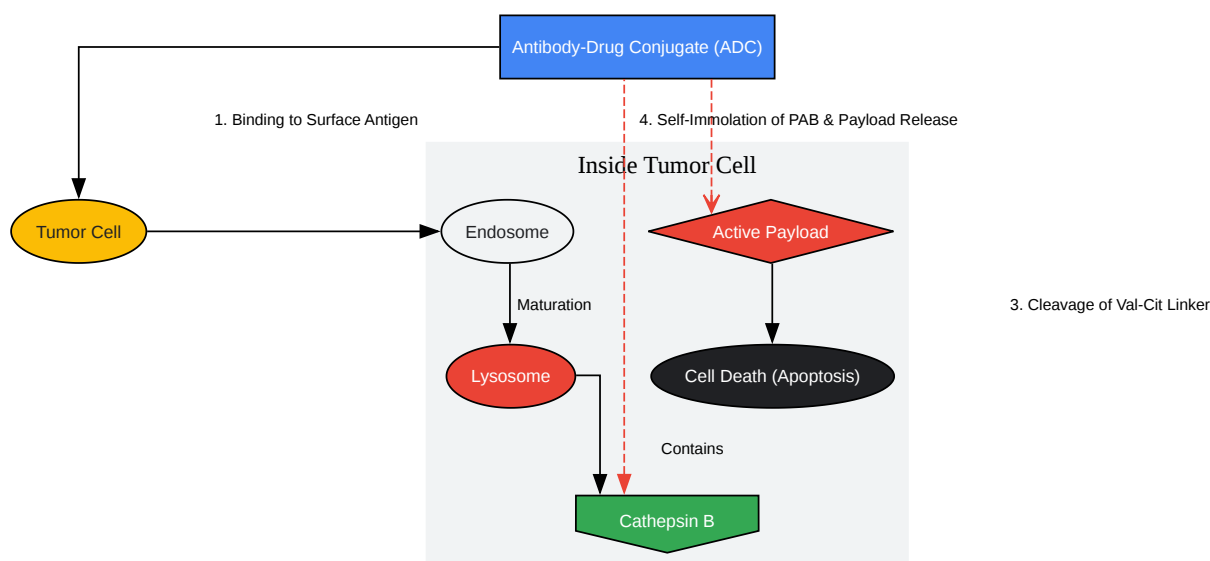 Antibody-Drug Conjugate (ADC)
1. Binding to Surface Antigen
4. Self-Immolation of PAB & Payload Release
Inside Tumor Cell
Tumor Cell
Endosome
Active Payload
Maturation
3. Cleavage of Val-Cit Linker
Lysosome
Cell Death (Apoptosis)
Contains
Cathepsin B